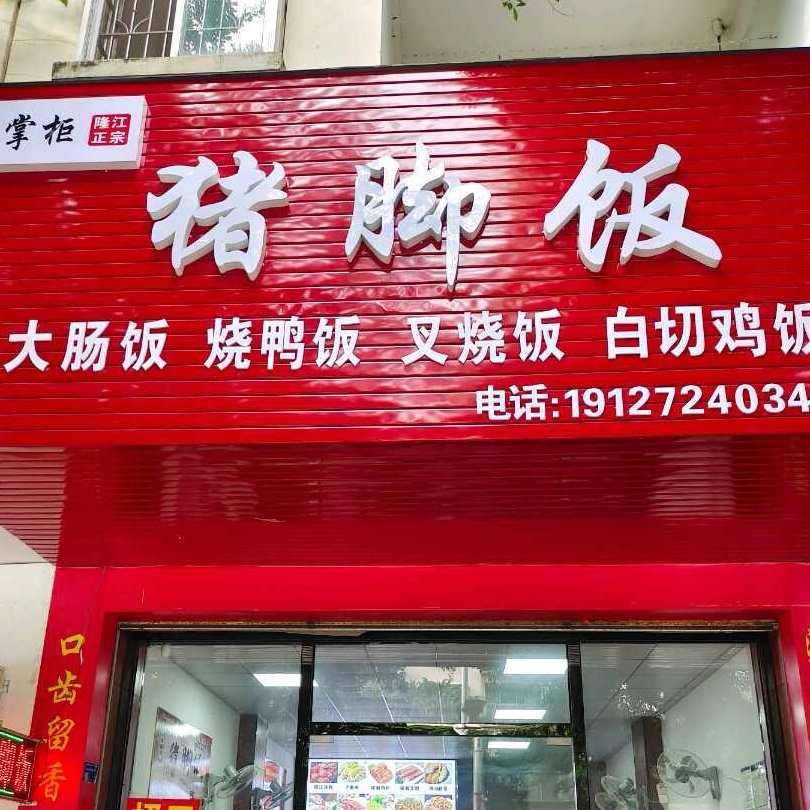 掌柜
隆江
正宗
猪脚饭
大肠饭 烧鸭饭 叉烧饭 白切鸡饭
电话:1912724034
口齿留香